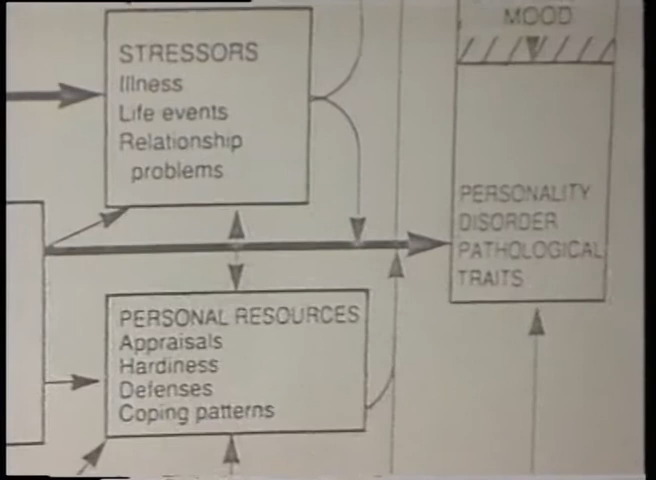 STRESSORS
Illness
Life events
Relationship
problems
MOOD
PERSONALITY
DISORDER
PATHOLOGICAL
TRAITS
PERSONAL RESOURCES
Appraisals
Hardiness
Defenses
Coping patterns